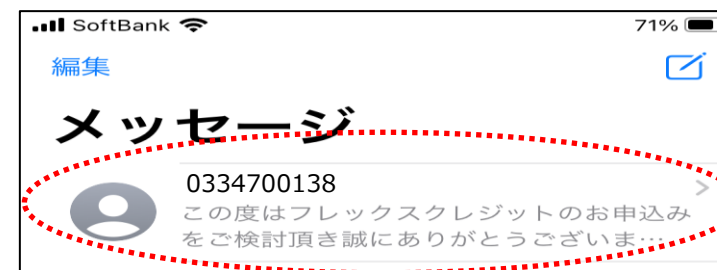 SoftBank 71%
編集
メッセージ
0334700138
この度はフレックスクレジットのお申込み
をご検討頂き誠にありがとうございま…